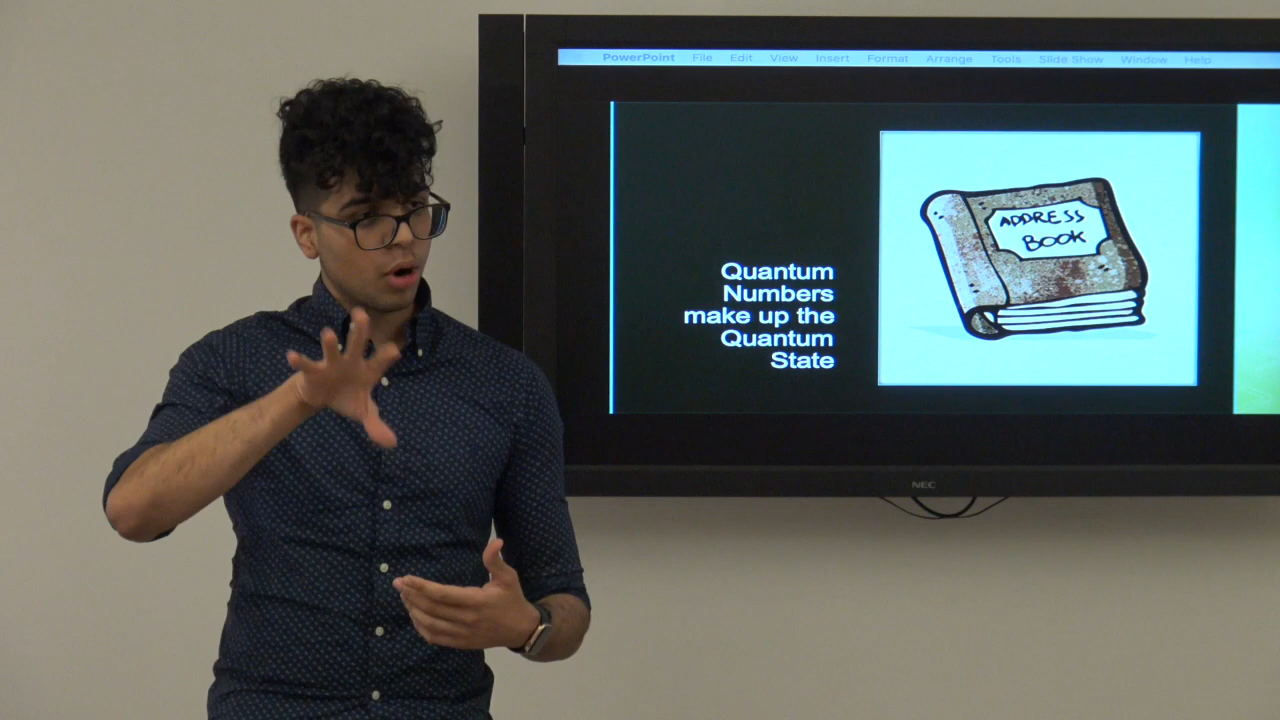 PowerPoint File Edit View Insert Format Arrange Tools Slide Show Window Help
Quantum
Numbers
make up the
Quantum
State
ADDRESS
BOOK
NEC